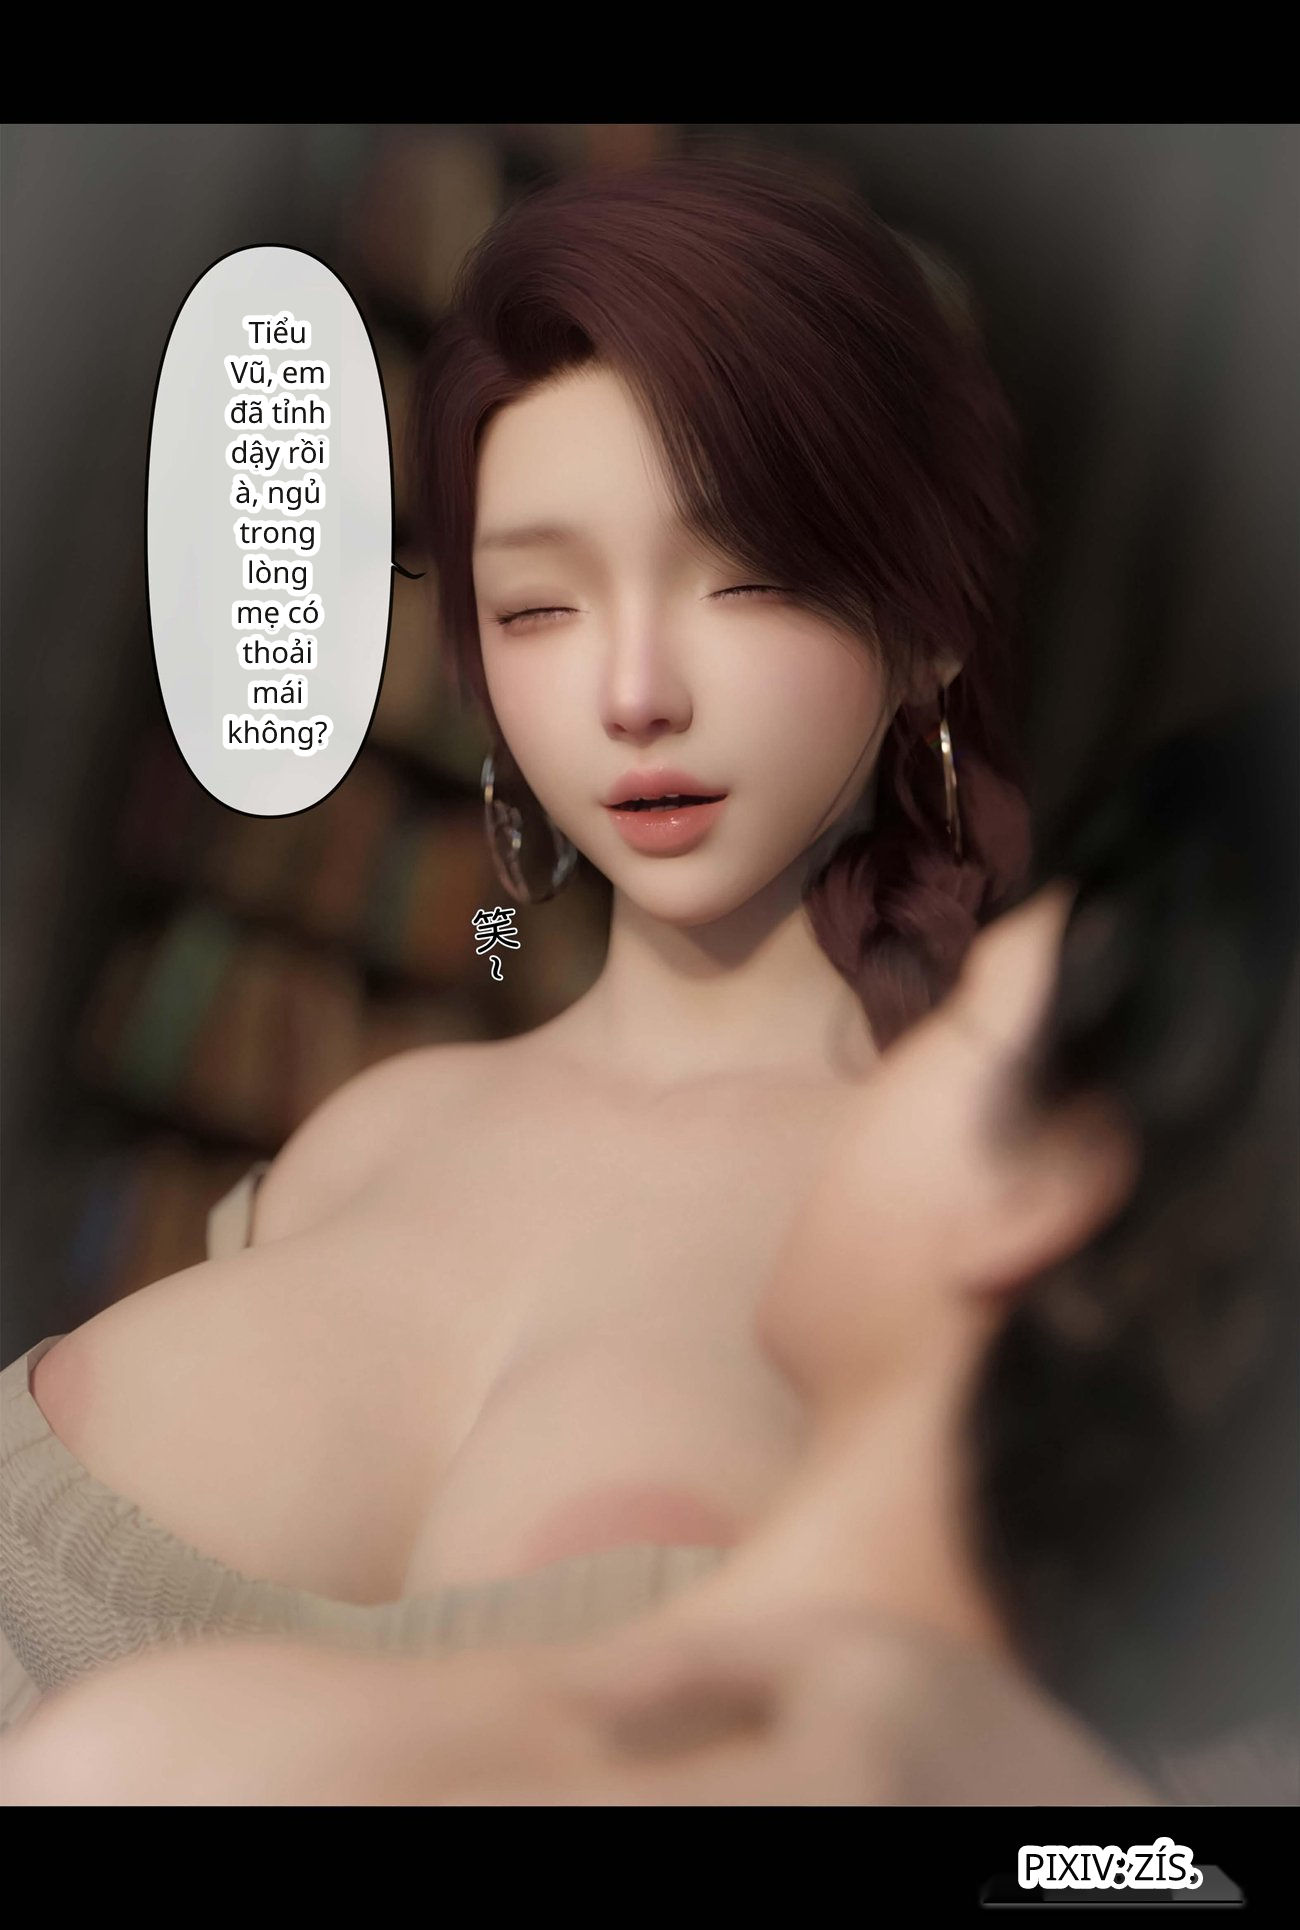 Tiểu
Vũ, em
đã tỉnh
dậy rồi
à, ngủ
trong
lòng
mẹ có
thoải
mái
không?
笑
~
PIXIV:ZÍS.